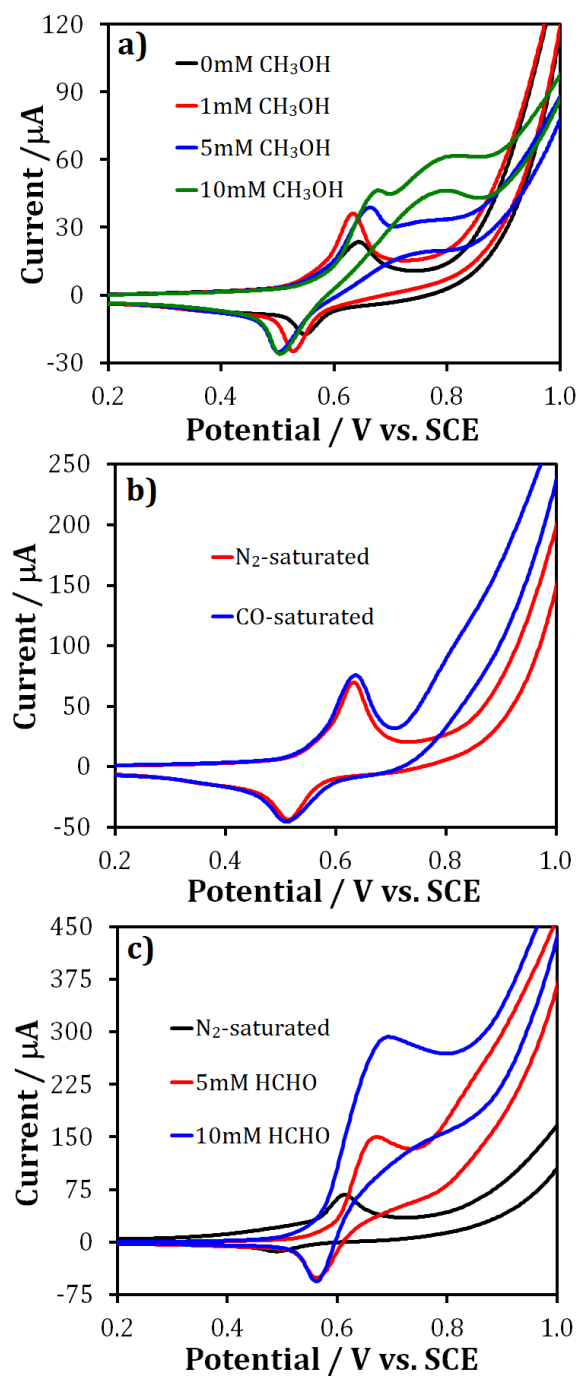 a)
0mM CH₃OH
1mM CH₃OH
5mM CH₃OH
10mM CH₃OH
Current /µA
120
90
60
30
0
-30
0.2 0.4 0.6 0.8 1.0
Potential / V vs. SCE
b)
N₂-saturated
CO-saturated
Current / µA
250
200
150
100
50
0
-50
0.2 0.4 0.6 0.8 1.0
Potential / V vs. SCE
c)
N₂-saturated
5mM HCHO
10mM HCHO
Current / µA
450
375
300
225
150
75
0
-75
0.2 0.4 0.6 0.8 1.0
Potential / V vs. SCE